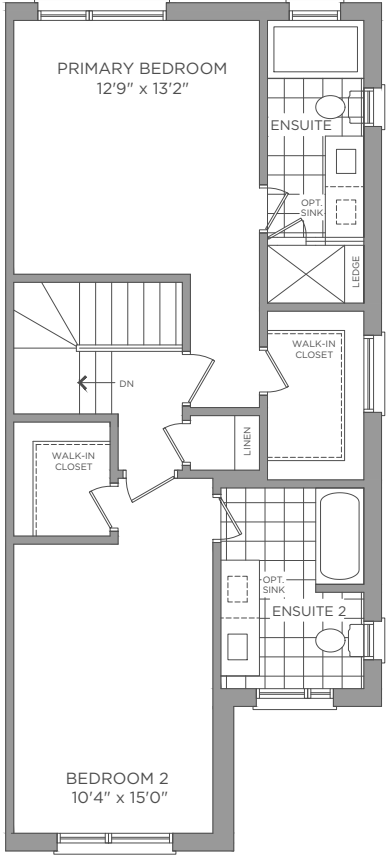 PRIMARY BEDROOM
12'9" x 13'2"
ENSUITE
OPT.
SINK
LEDGE
WALK-IN
CLOSET
DN
LINEN
WALK-IN
CLOSET
OPT.
SINK
ENSUITE 2
BEDROOM 2
10'4" x 15'0"